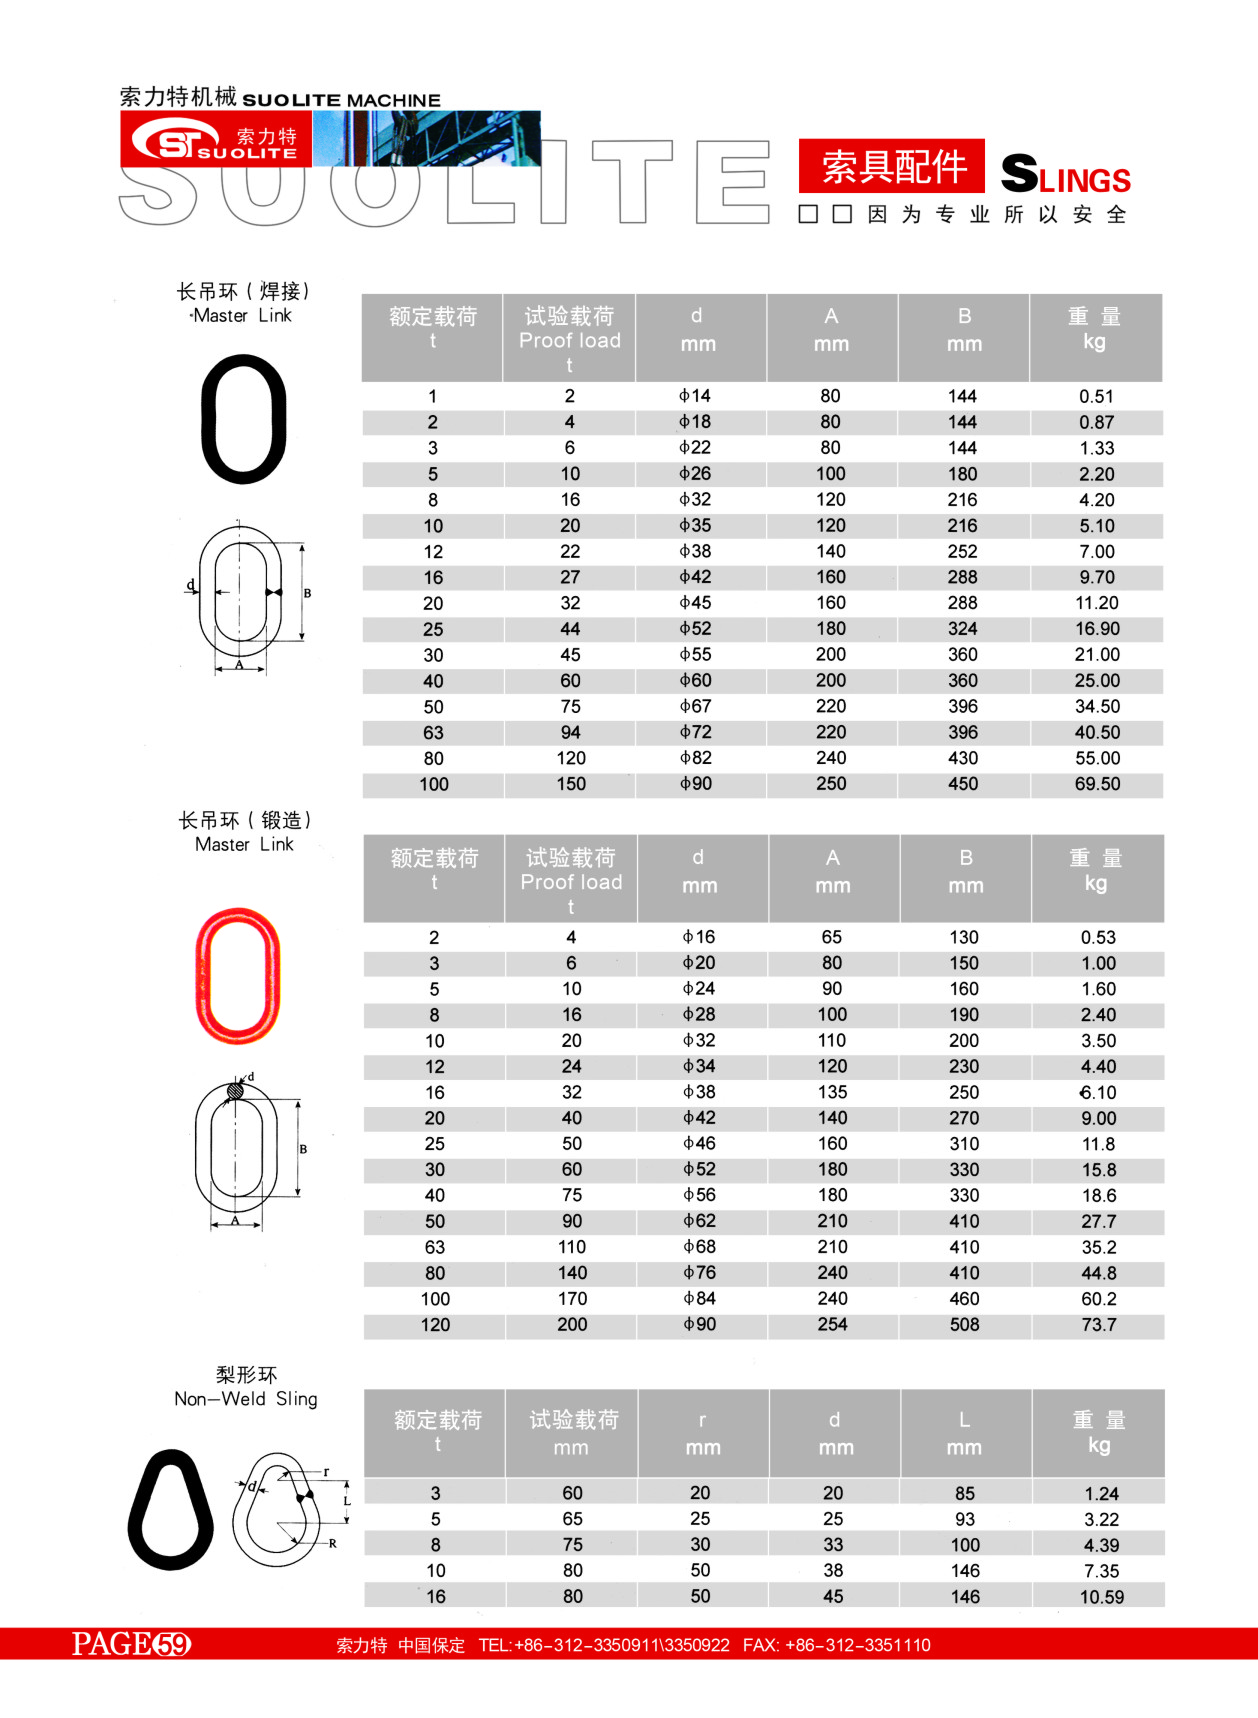 索力特机械 SUOLITE MACHINE
ST 索力特
SUOLITE
SUOLITE
索具配件 SLINGS
□ □ 因 为 专 业 所 以 安 全
长吊环（焊接）
Master Link
额定载荷 试验载荷 d A B 重 量
t Proof load mm mm mm kg
t
1 2 ϕ14 80 144 0.51
2 4 ϕ18 80 144 0.87
3 6 ϕ22 80 144 1.33
5 10 ϕ26 100 180 2.20
8 16 ϕ32 120 216 4.20
10 20 ϕ35 120 216 5.10
12 22 ϕ38 140 252 7.00
16 27 ϕ42 160 288 9.70
20 32 ϕ45 160 288 11.20
25 44 ϕ52 180 324 16.90
30 45 ϕ55 200 360 21.00
40 60 ϕ60 200 360 25.00
50 75 ϕ67 220 396 34.50
63 94 ϕ72 220 396 40.50
80 120 ϕ82 240 430 55.00
100 150 ϕ90 250 450 69.50
d
B
A
长吊环（锻造）
Master Link
额定载荷 试验载荷 d A B 重 量
t Proof load mm mm mm kg
t
2 4 ϕ16 65 130 0.53
3 6 ϕ20 80 150 1.00
5 10 ϕ24 90 160 1.60
8 16 ϕ28 100 190 2.40
10 20 ϕ32 110 200 3.50
12 24 ϕ34 120 230 4.40
16 32 ϕ38 135 250 6.10
20 40 ϕ42 140 270 9.00
25 50 ϕ46 160 310 11.8
30 60 ϕ52 180 330 15.8
40 75 ϕ56 180 330 18.6
50 90 ϕ62 210 410 27.7
63 110 ϕ68 210 410 35.2
80 140 ϕ76 240 410 44.8
100 170 ϕ84 240 460 60.2
120 200 ϕ90 254 508 73.7
d
B
A
梨形环
Non-Weld Sling
额定载荷 试验载荷 r d L 重 量
t mm mm mm mm kg
3 60 20 20 85 1.24
5 65 25 25 93 3.22
8 75 30 33 100 4.39
10 80 50 38 146 7.35
16 80 50 45 146 10.59
r
d
L
R
PAGE 59
索力特 中国保定 TEL:+86-312-3350911\3350922 FAX: +86-312-3351110